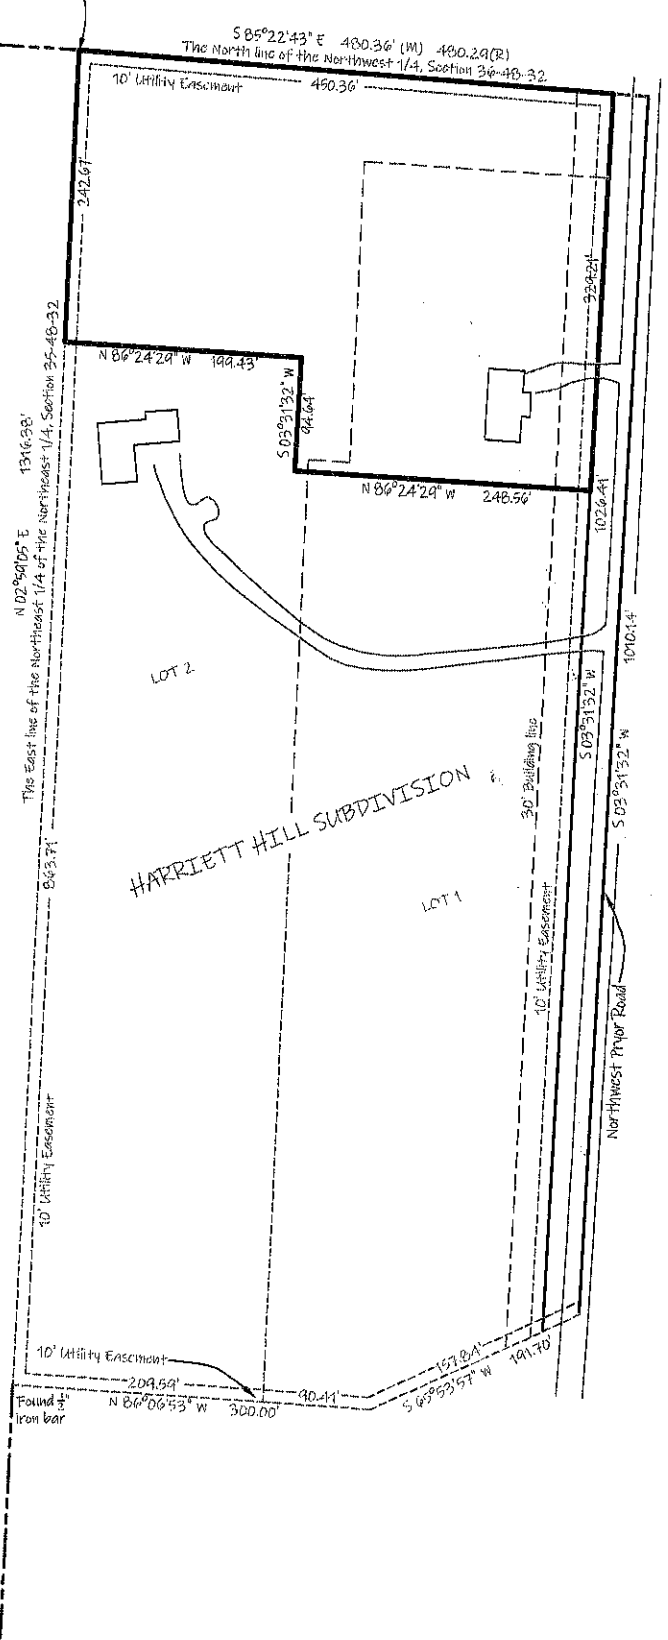 S 85°22'43" E 480.36' (M) 480.29(R)
The North line of the Northwest 1/4, Section 36-48-32
10' Utility Easement
450.36'
242.67'
329.21'
N 86°24'29" W 199.43'
S 03°31'32" W
94.64'
N 86°24'29" W 248.56'
N 02°59'05" E 1316.38'
The East line of the Northeast 1/4 of the Northeast 1/4, Section 35-48-32
1026.41'
1010.14'
S 03°31'32" W
S 03°31'32" W
LOT 2
30' Building line
HARRIETT HILL SUBDIVISION
863.71'
LOT 1
10' Utility Easement
Northwest Pryor Road
10' Utility Easement
10' Utility Easement
209.59'
90.41'
157.84'
191.70'
S 65°53'57" W
N 86°06'53" W 300.00'
Found ½"
iron bar